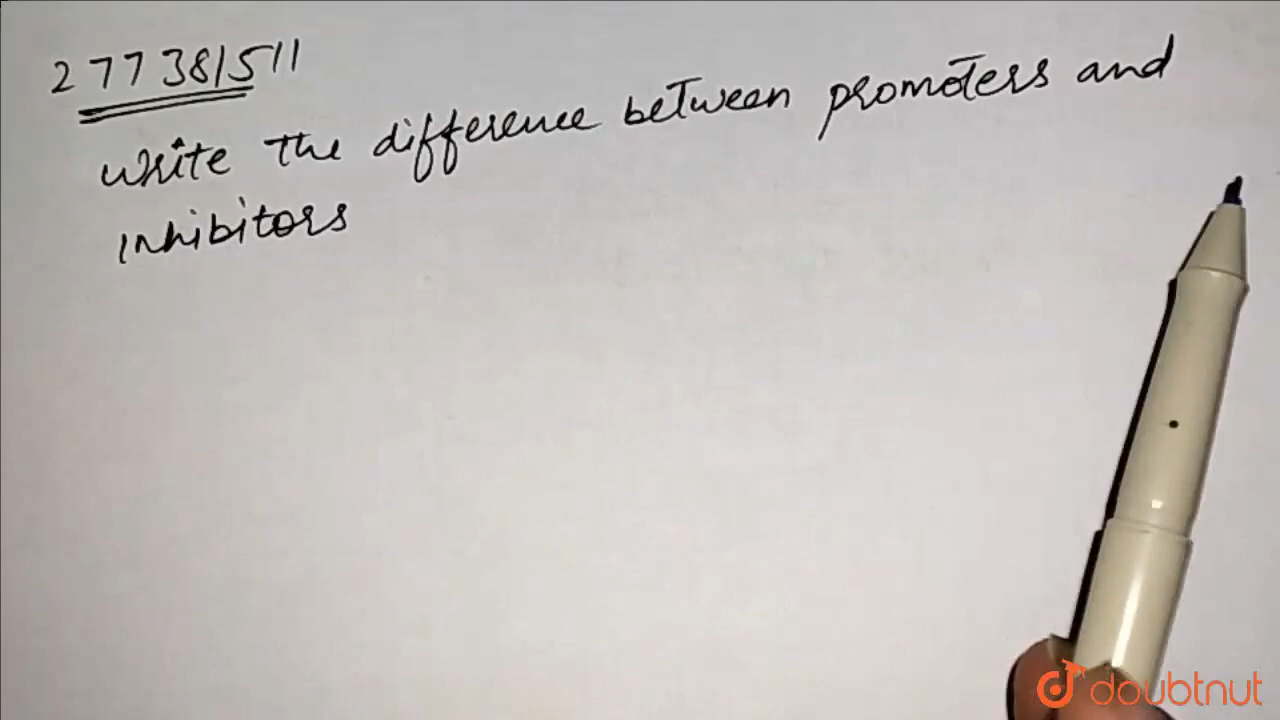 277381511
write the difference between promoters and
inhibitors
doubtnut